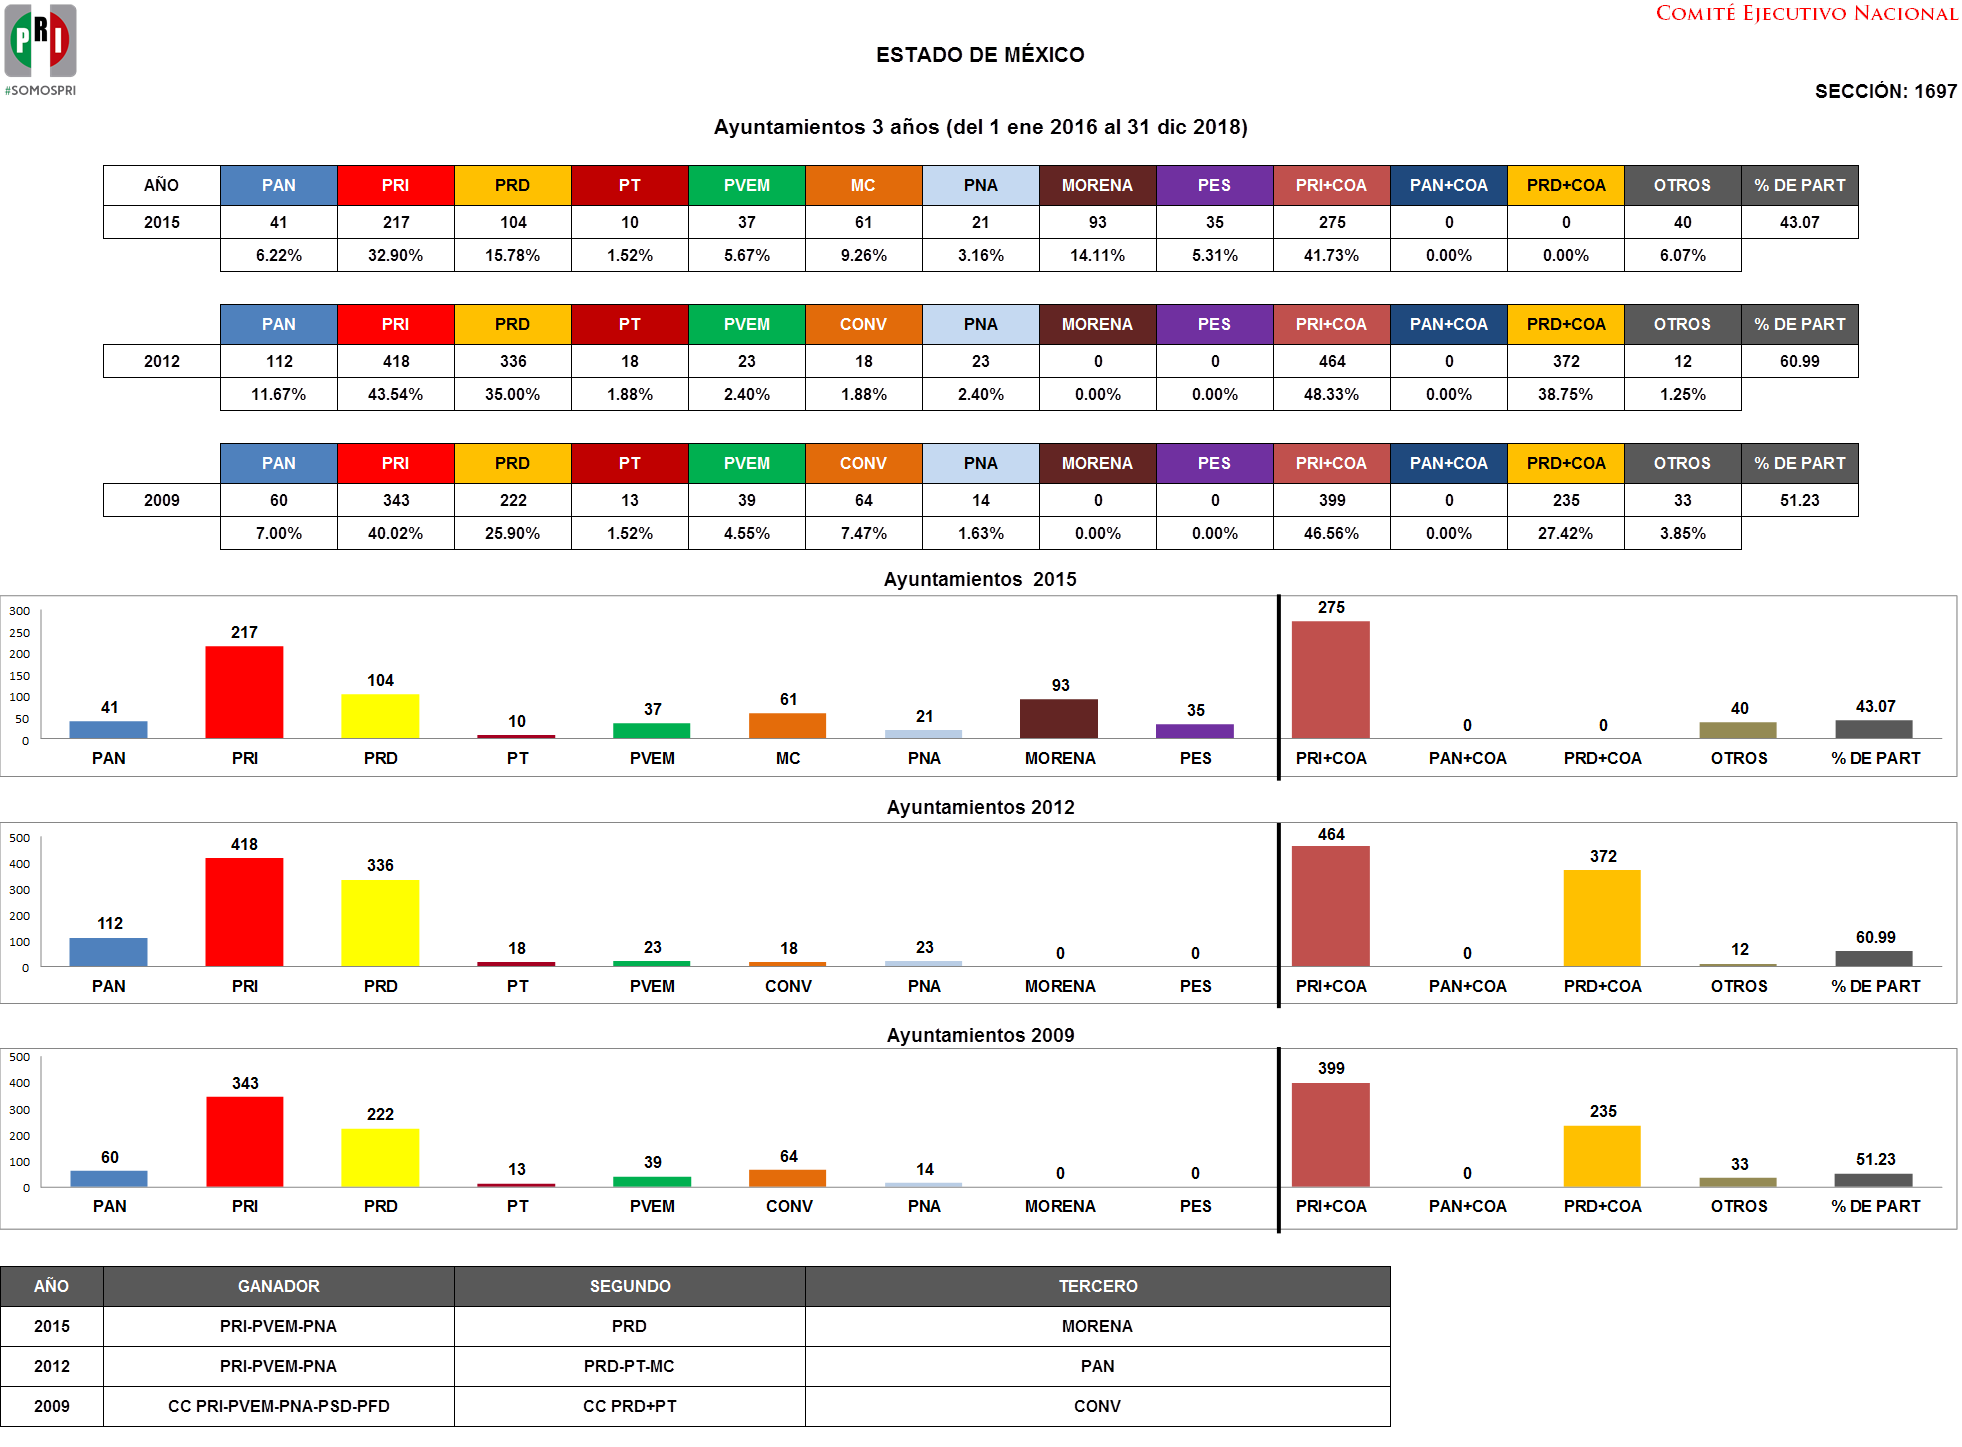 PRI
#SOMOSPRI
COMITÉ EJECUTIVO NACIONAL
ESTADO DE MÉXICO
SECCIÓN: 1697
Ayuntamientos 3 años (del 1 ene 2016 al 31 dic 2018)
AÑO PAN PRI PRD PT PVEM MC PNA MORENA PES PRI+COA PAN+COA PRD+COA OTROS % DE PART
2015 41 217 104 10 37 61 21 93 35 275 0 0 40 43.07
6.22% 32.90% 15.78% 1.52% 5.67% 9.26% 3.16% 14.11% 5.31% 41.73% 0.00% 0.00% 6.07%
PAN PRI PRD PT PVEM CONV PNA MORENA PES PRI+COA PAN+COA PRD+COA OTROS % DE PART
2012 112 418 336 18 23 18 23 0 0 464 0 372 12 60.99
11.67% 43.54% 35.00% 1.88% 2.40% 1.88% 2.40% 0.00% 0.00% 48.33% 0.00% 38.75% 1.25%
PAN PRI PRD PT PVEM CONV PNA MORENA PES PRI+COA PAN+COA PRD+COA OTROS % DE PART
2009 60 343 222 13 39 64 14 0 0 399 0 235 33 51.23
7.00% 40.02% 25.90% 1.52% 4.55% 7.47% 1.63% 0.00% 0.00% 46.56% 0.00% 27.42% 3.85%
Ayuntamientos 2015
300
250
200
150
100
50
0
41 217 104 10 37 61 21 93 35 275 0 0 40 43.07
PAN PRI PRD PT PVEM MC PNA MORENA PES PRI+COA PAN+COA PRD+COA OTROS % DE PART
Ayuntamientos 2012
500
400
300
200
100
0
112 418 336 18 23 18 23 0 0 464 0 372 12 60.99
PAN PRI PRD PT PVEM CONV PNA MORENA PES PRI+COA PAN+COA PRD+COA OTROS % DE PART
Ayuntamientos 2009
500
400
300
200
100
0
60 343 222 13 39 64 14 0 0 399 0 235 33 51.23
PAN PRI PRD PT PVEM CONV PNA MORENA PES PRI+COA PAN+COA PRD+COA OTROS % DE PART
AÑO GANADOR SEGUNDO TERCERO
2015 PRI-PVEM-PNA PRD MORENA
2012 PRI-PVEM-PNA PRD-PT-MC PAN
2009 CC PRI-PVEM-PNA-PSD-PFD CC PRD+PT CONV